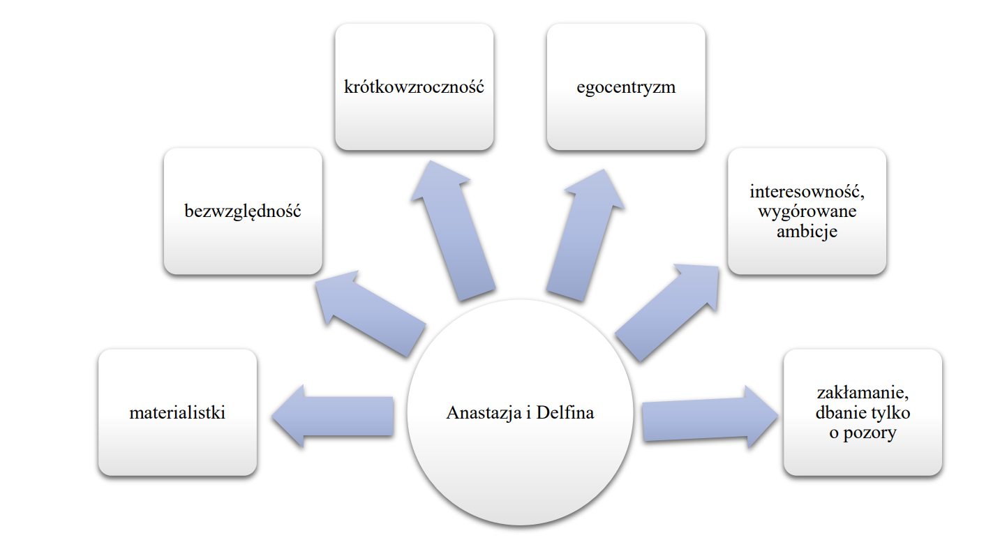 krótkowzroczność
egocentryzm
bezwzględność
interesowność,
wygórowane
ambicje
materialistki
Anastazja i Delfina
zakłamanie,
dbanie tylko
o pozory